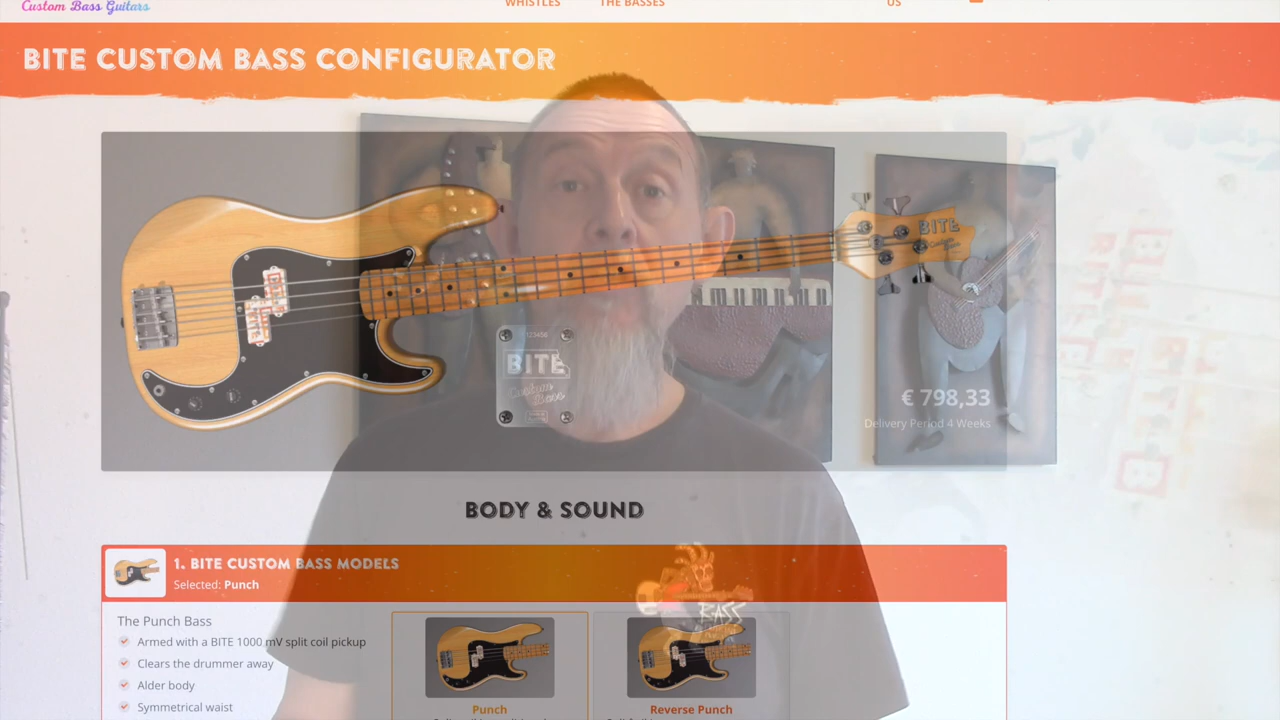 Custom Bass Guitars
WHISTLES
THE BASSES
US
BITE CUSTOM BASS CONFIGURATOR
BITE
123456
BITE
Custom
Bass
€ 798,33
Delivery Period 4 Weeks
BODY & SOUND
1. BITE CUSTOM BASS MODELS
Selected: Punch
The Punch Bass
Armed with a BITE 1000 mV split coil pickup
Clears the drummer away
Alder body
Symmetrical waist
BASS
Punch
Reverse Punch